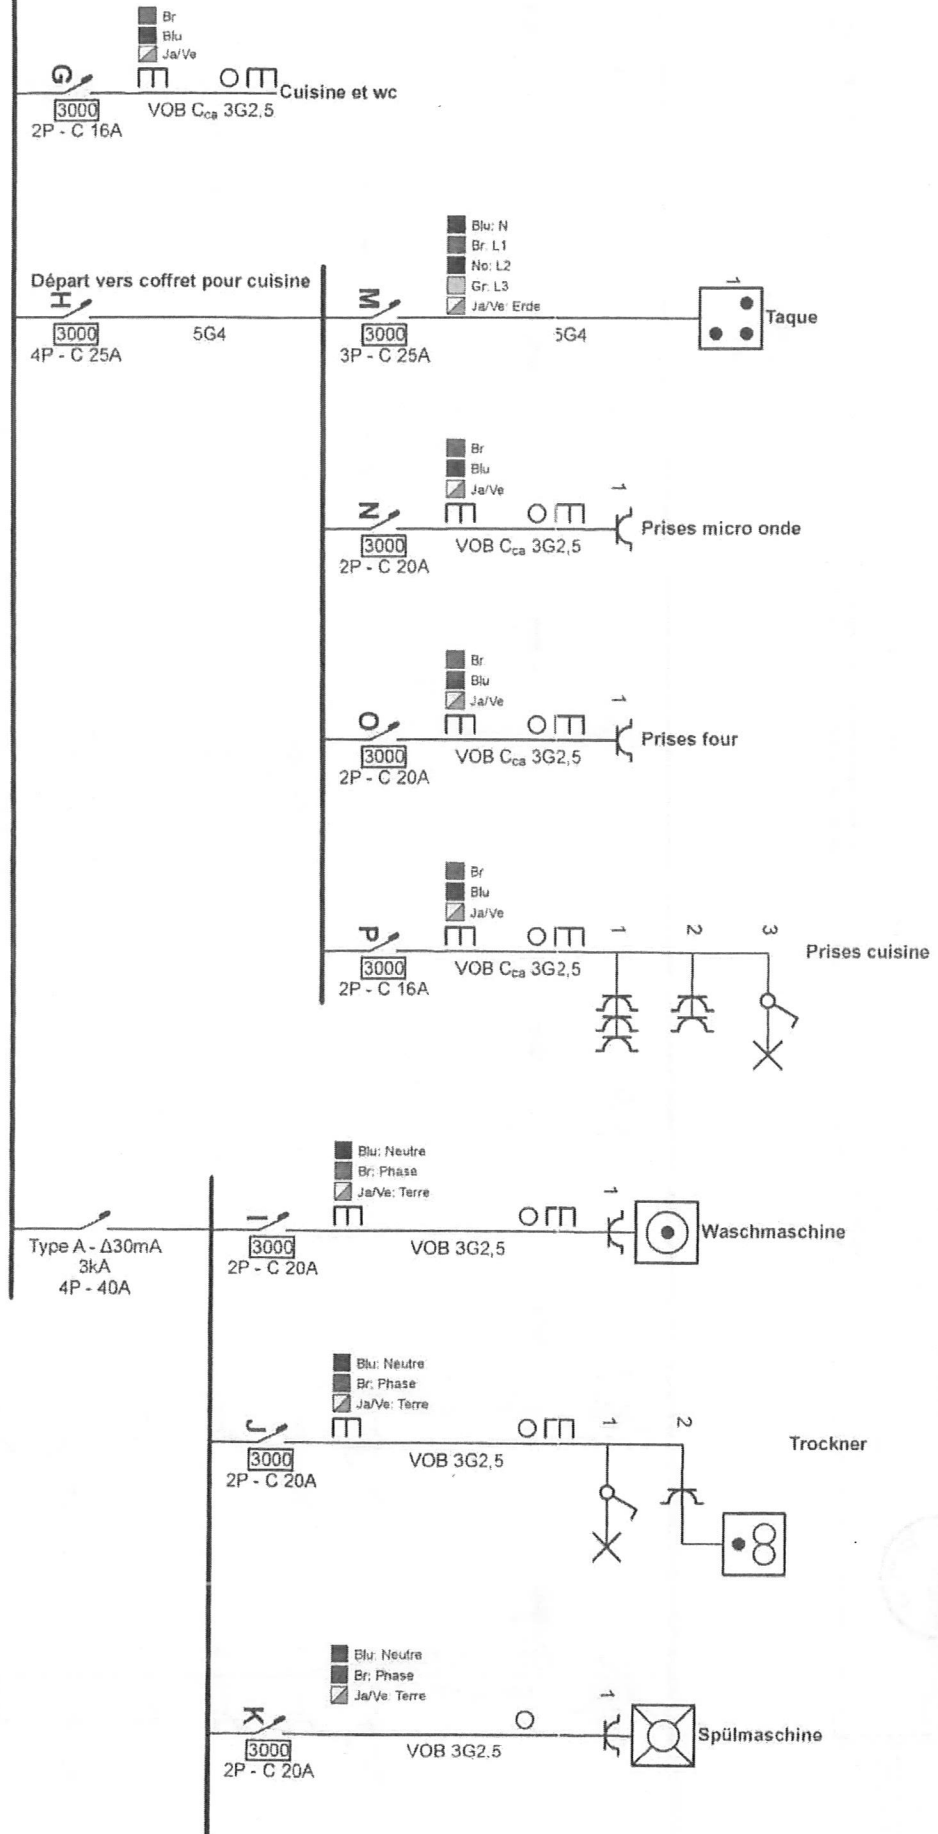 Br
Blu
Ja/Ve
G
Cuisine et wc
3000
VOB Cca 3G2,5
2P - C 16A
Blu: N
Br: L1
No: L2
Gr: L3
Ja/Ve: Erde
Départ vers coffret pour cuisine
H
M
1
Taque
3000
5G4
3000
5G4
4P - C 25A
3P - C 25A
Br
Blu
Ja/Ve
1
N
Prises micro onde
3000
VOB Cca 3G2,5
2P - C 20A
Br
Blu
Ja/Ve
1
O
Prises four
3000
VOB Cca 3G2,5
2P - C 20A
Br
Blu
Ja/Ve
P
1
2
3
Prises cuisine
3000
VOB Cca 3G2,5
2P - C 16A
Blu: Neutre
Br: Phase
Ja/Ve: Terre
I
1
Waschmaschine
Type A - Δ30mA
3kA
4P - 40A
3000
VOB 3G2,5
2P - C 20A
Blu: Neutre
Br: Phase
Ja/Ve: Terre
J
1
2
Trockner
3000
VOB 3G2,5
2P - C 20A
Blu: Neutre
Br: Phase
Ja/Ve: Terre
K
1
Spülmaschine
3000
VOB 3G2,5
2P - C 20A